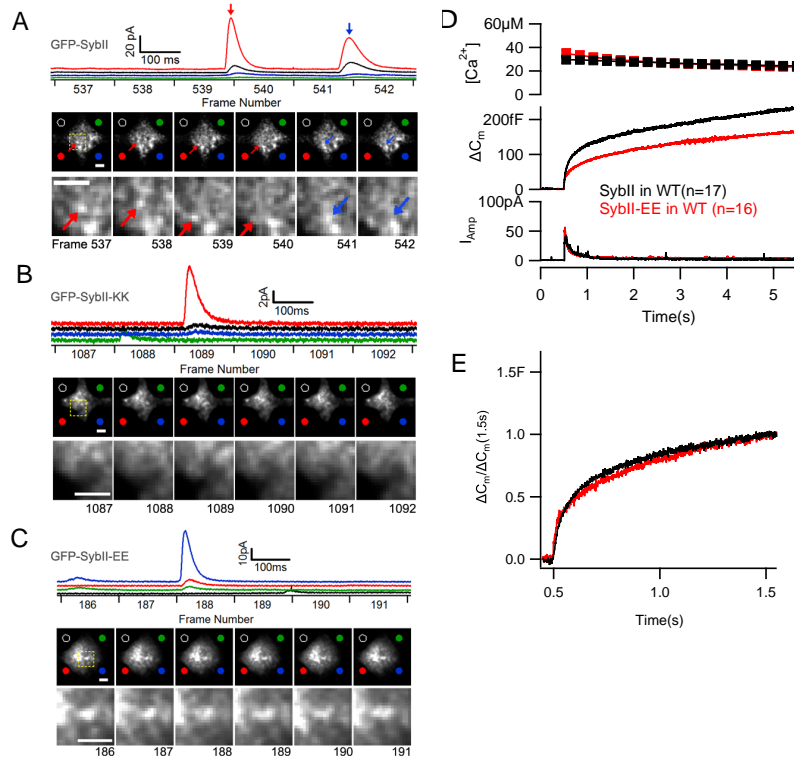 A
GFP-SybII
20 pA
100 ms
537 538 539 540 541 542
Frame Number
Frame 537 538 539 540 541 542
B
GFP-SybII-KK
2pA
100ms
1087 1088 1089 1090 1091 1092
Frame Number
1087 1088 1089 1090 1091 1092
C
GFP-SybII-EE
10pA
100ms
186 187 188 189 190 191
Frame Number
186 187 188 189 190 191
D
60µM
40
20
0
[Ca2+]
200fF
100
0
ΔCm
SybII in WT(n=17)
SybII-EE in WT (n=16)
100pA
50
0
IAmp
0 1 2 3 4 5
Time(s)
E
1.5F
1.0
0.5
0.0
ΔCm/ΔCm(1.5s)
0.5 1.0 1.5
Time(s)